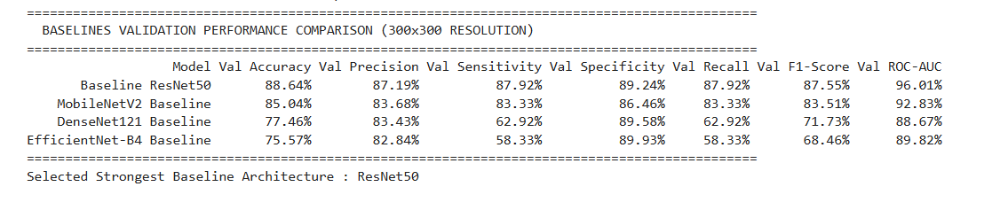 ====================================================================================================
BASELINES VALIDATION PERFORMANCE COMPARISON (300x300 RESOLUTION)
====================================================================================================
Model Val Accuracy Val Precision Val Sensitivity Val Specificity Val Recall Val F1-Score Val ROC-AUC
Baseline ResNet50 88.64% 87.19% 87.92% 89.24% 87.92% 87.55% 96.01%
MobileNetV2 Baseline 85.04% 83.68% 83.33% 86.46% 83.33% 83.51% 92.83%
DenseNet121 Baseline 77.46% 83.43% 62.92% 89.58% 62.92% 71.73% 88.67%
EfficientNet-B4 Baseline 75.57% 82.84% 58.33% 89.93% 58.33% 68.46% 89.82%
====================================================================================================
Selected Strongest Baseline Architecture : ResNet50